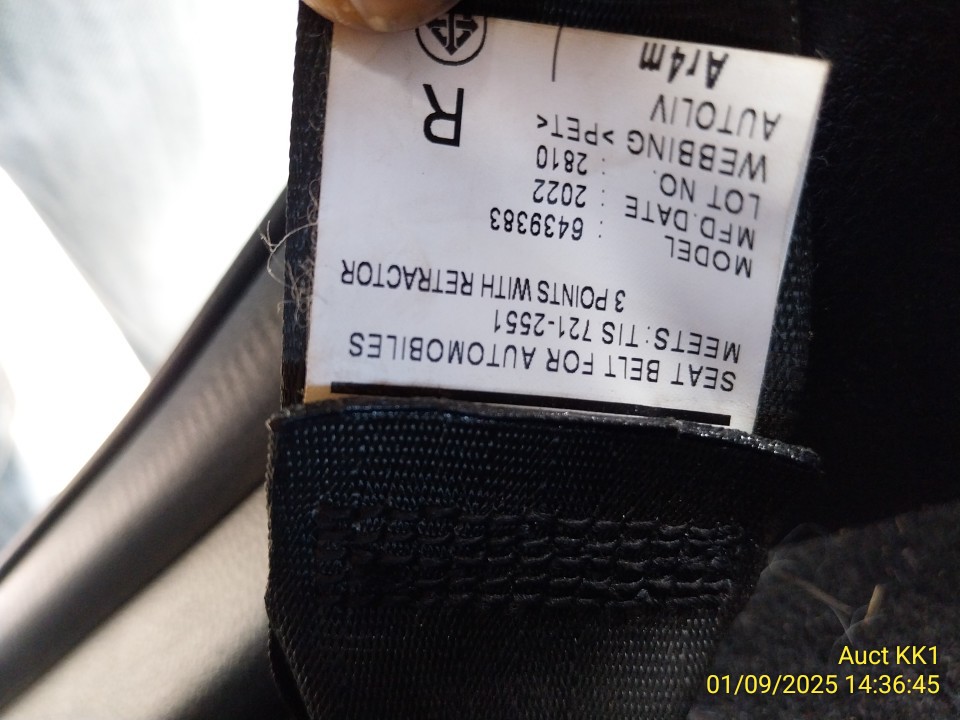 SEAT BELT FOR AUTOMOBILES
MEETS:TIS 721-2551
3 POINTS WITH RETRACTOR
MODEL : 6439383
MFD.DATE : 2022
LOT NO. : 2810
WEBBING >PET<
AUTOLIV
R
Ar4m
Auct KK1
01/09/2025 14:36:45